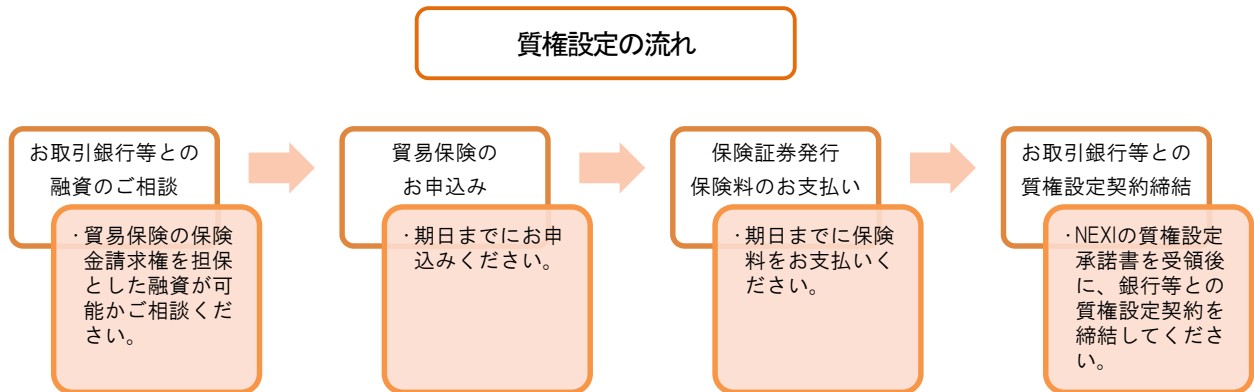 質権設定の流れ
お取引銀行等との
融資のご相談
・貿易保険の保険
金請求権を担保
とした融資が可
能かご相談くだ
さい。
貿易保険の
お申込み
・期日までにお申
込みください。
保険証券発行
保険料のお支払い
・期日までに保険
料をお支払いく
ださい。
お取引銀行等との
質権設定契約締結
・NEXIの質権設定
承諾書を受領後
に、銀行等との
質権設定契約を
締結してくださ
い。